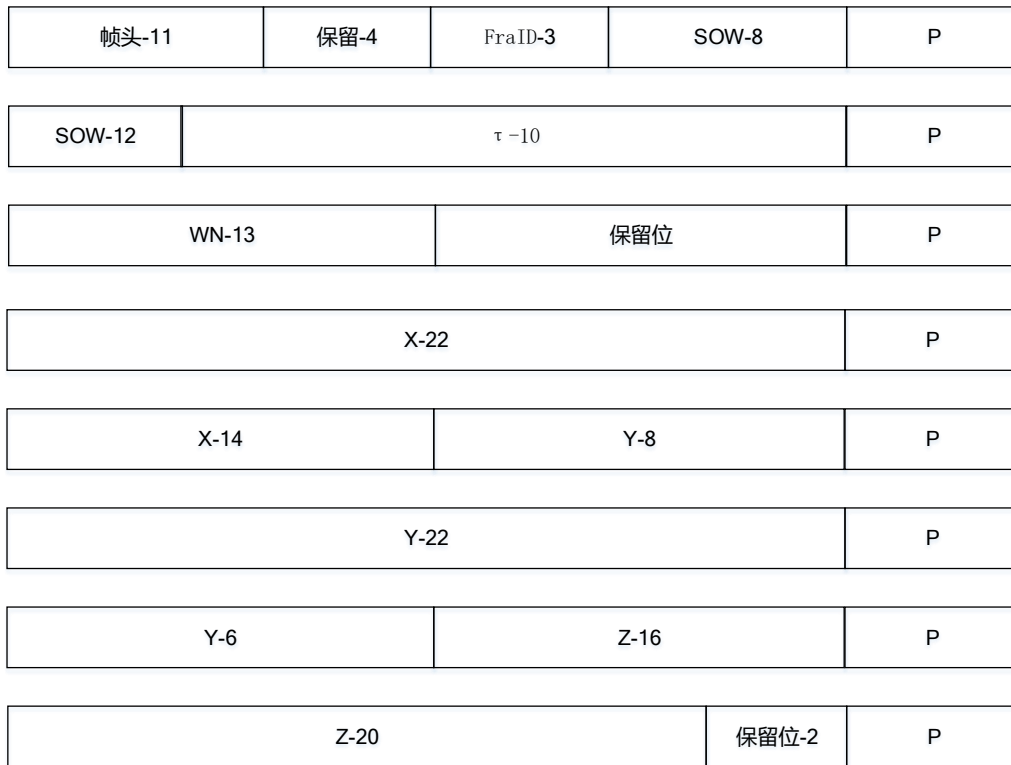 帧头-11 保留-4 FraID-3 SOW-8 P
SOW-12 τ-10 P
WN-13 保留位 P
X-22 P
X-14 Y-8 P
Y-22 P
Y-6 Z-16 P
Z-20 保留位-2 P